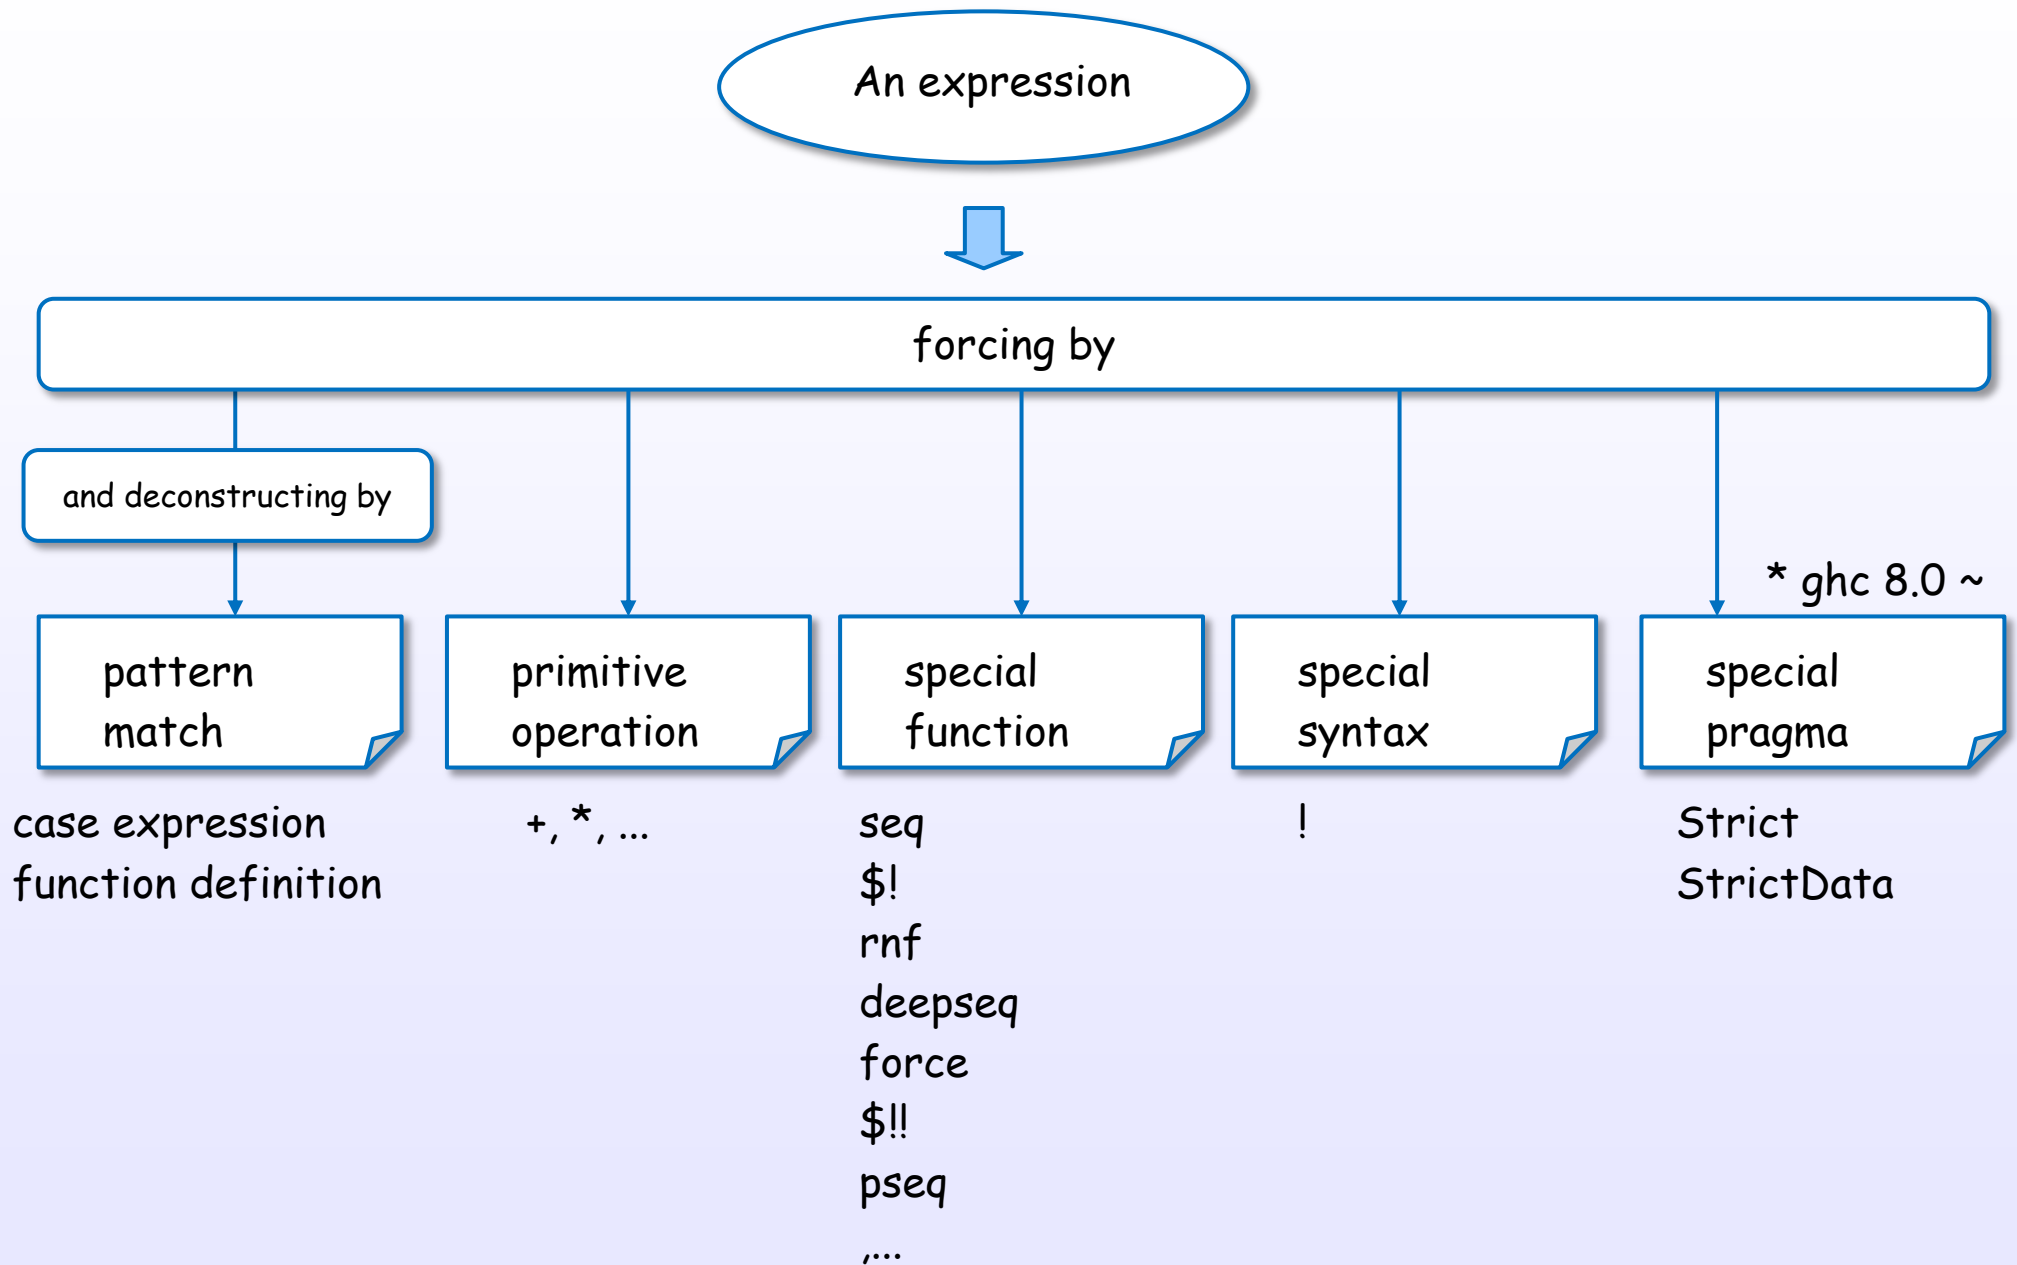 An expression
forcing by
and deconstructing by
* ghc 8.0 ~
pattern
match
primitive
operation
special
function
special
syntax
special
pragma
case expression
function definition
+, *, ...
seq
$!
rnf
deepseq
force
$!!
pseq
,...
!
Strict
StrictData